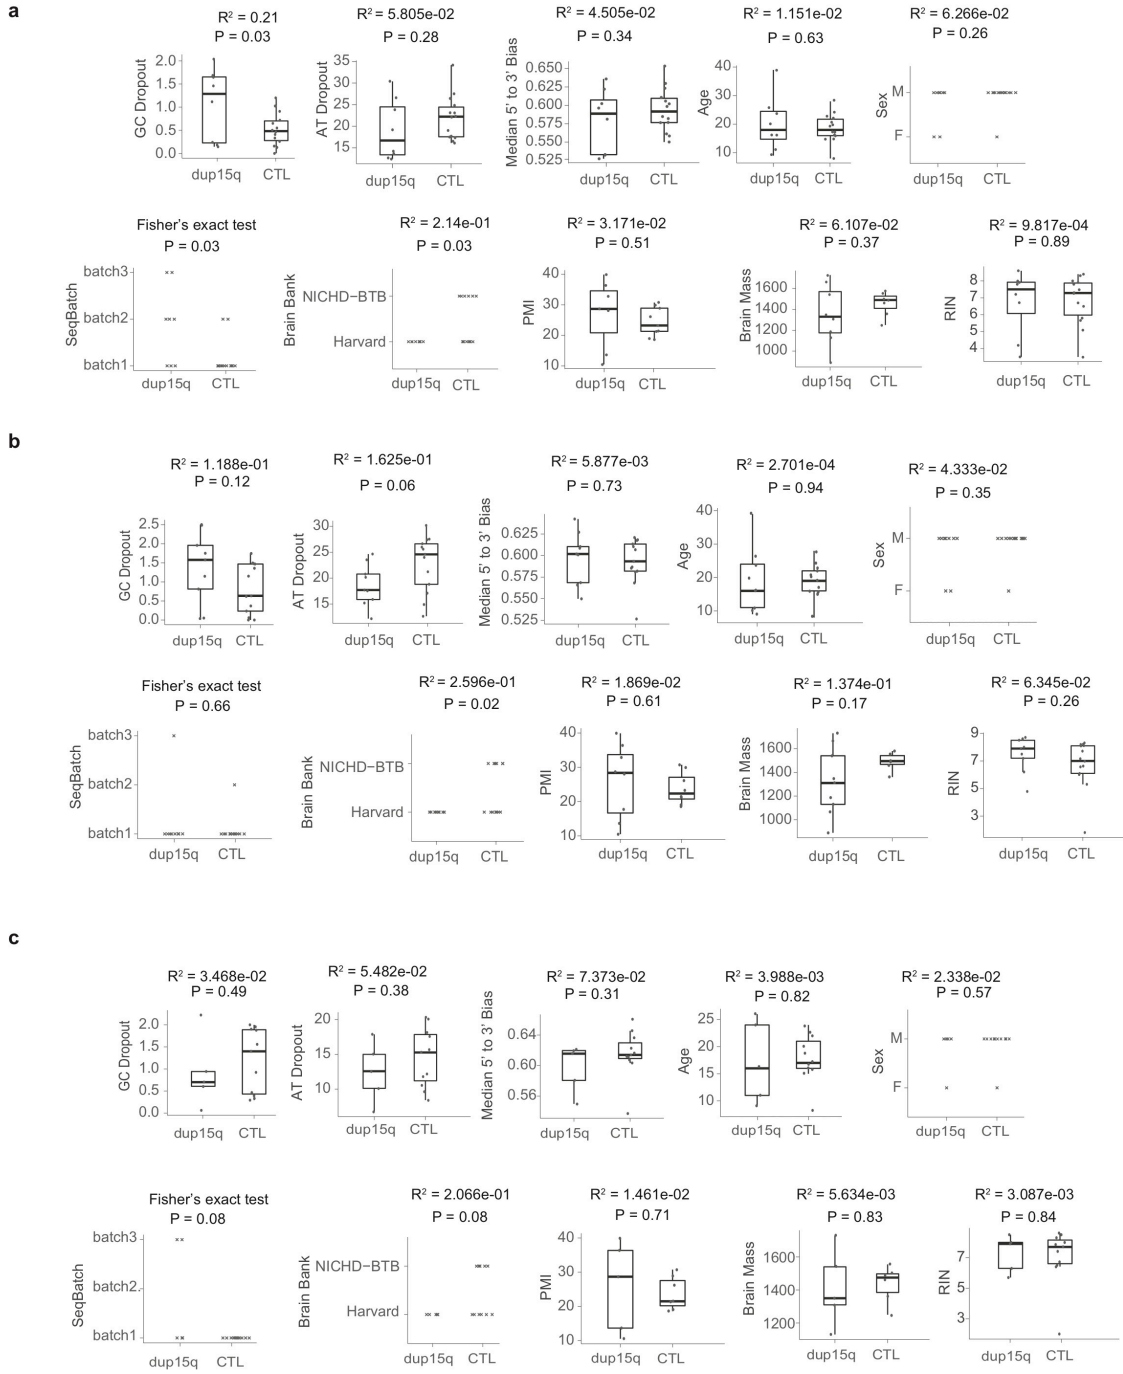 a
R² = 0.21
P = 0.03
R² = 5.805e-02
P = 0.28
R² = 4.505e-02
P = 0.34
R² = 1.151e-02
P = 0.63
R² = 6.266e-02
P = 0.26
GC Dropout
2.0
1.5
1.0
0.5
0.0
dup15q CTL
AT Dropout
35
30
25
20
15
dup15q CTL
Median 5' to 3' Bias
0.650
0.625
0.600
0.575
0.550
0.525
dup15q CTL
Age
40
30
20
10
dup15q CTL
Sex
M
F
dup15q CTL
Fisher's exact test
P = 0.03
R² = 2.14e-01
P = 0.03
R² = 3.171e-02
P = 0.51
R² = 6.107e-02
P = 0.37
R² = 9.817e-04
P = 0.89
SeqBatch
batch3
batch2
batch1
dup15q CTL
Brain Bank
NICHD−BTB
Harvard
dup15q CTL
PMI
40
30
20
10
dup15q CTL
Brain Mass
1600
1400
1200
1000
dup15q CTL
RIN
8
7
6
5
4
dup15q CTL
b
R² = 1.188e-01
P = 0.12
R² = 1.625e-01
P = 0.06
R² = 5.877e-03
P = 0.73
R² = 2.701e-04
P = 0.94
R² = 4.333e-02
P = 0.35
GC Dropout
2.5
2.0
1.5
1.0
0.5
0.0
dup15q CTL
AT Dropout
30
25
20
15
dup15q CTL
Median 5' to 3' Bias
0.625
0.600
0.575
0.550
0.525
dup15q CTL
Age
40
30
20
10
dup15q CTL
Sex
M
F
dup15q CTL
Fisher's exact test
P = 0.66
R² = 2.596e-01
P = 0.02
R² = 1.869e-02
P = 0.61
R² = 1.374e-01
P = 0.17
R² = 6.345e-02
P = 0.26
SeqBatch
batch3
batch2
batch1
dup15q CTL
Brain Bank
NICHD−BTB
Harvard
dup15q CTL
PMI
40
30
20
10
dup15q CTL
Brain Mass
1600
1400
1200
1000
dup15q CTL
RIN
9
7
5
3
dup15q CTL
c
R² = 3.468e-02
P = 0.49
R² = 5.482e-02
P = 0.38
R² = 7.373e-02
P = 0.31
R² = 3.988e-03
P = 0.82
R² = 2.338e-02
P = 0.57
GC Dropout
2.0
1.5
1.0
0.5
0.0
dup15q CTL
AT Dropout
20
15
10
dup15q CTL
Median 5' to 3' Bias
0.64
0.60
0.56
dup15q CTL
Age
25
20
15
10
dup15q CTL
Sex
M
F
dup15q CTL
Fisher's exact test
P = 0.08
R² = 2.066e-01
P = 0.08
R² = 1.461e-02
P = 0.71
R² = 5.634e-03
P = 0.83
R² = 3.087e-03
P = 0.84
SeqBatch
batch3
batch2
batch1
dup15q CTL
Brain Bank
NICHD−BTB
Harvard
dup15q CTL
PMI
40
30
20
10
dup15q CTL
Brain Mass
1600
1400
1200
dup15q CTL
RIN
7
5
3
dup15q CTL